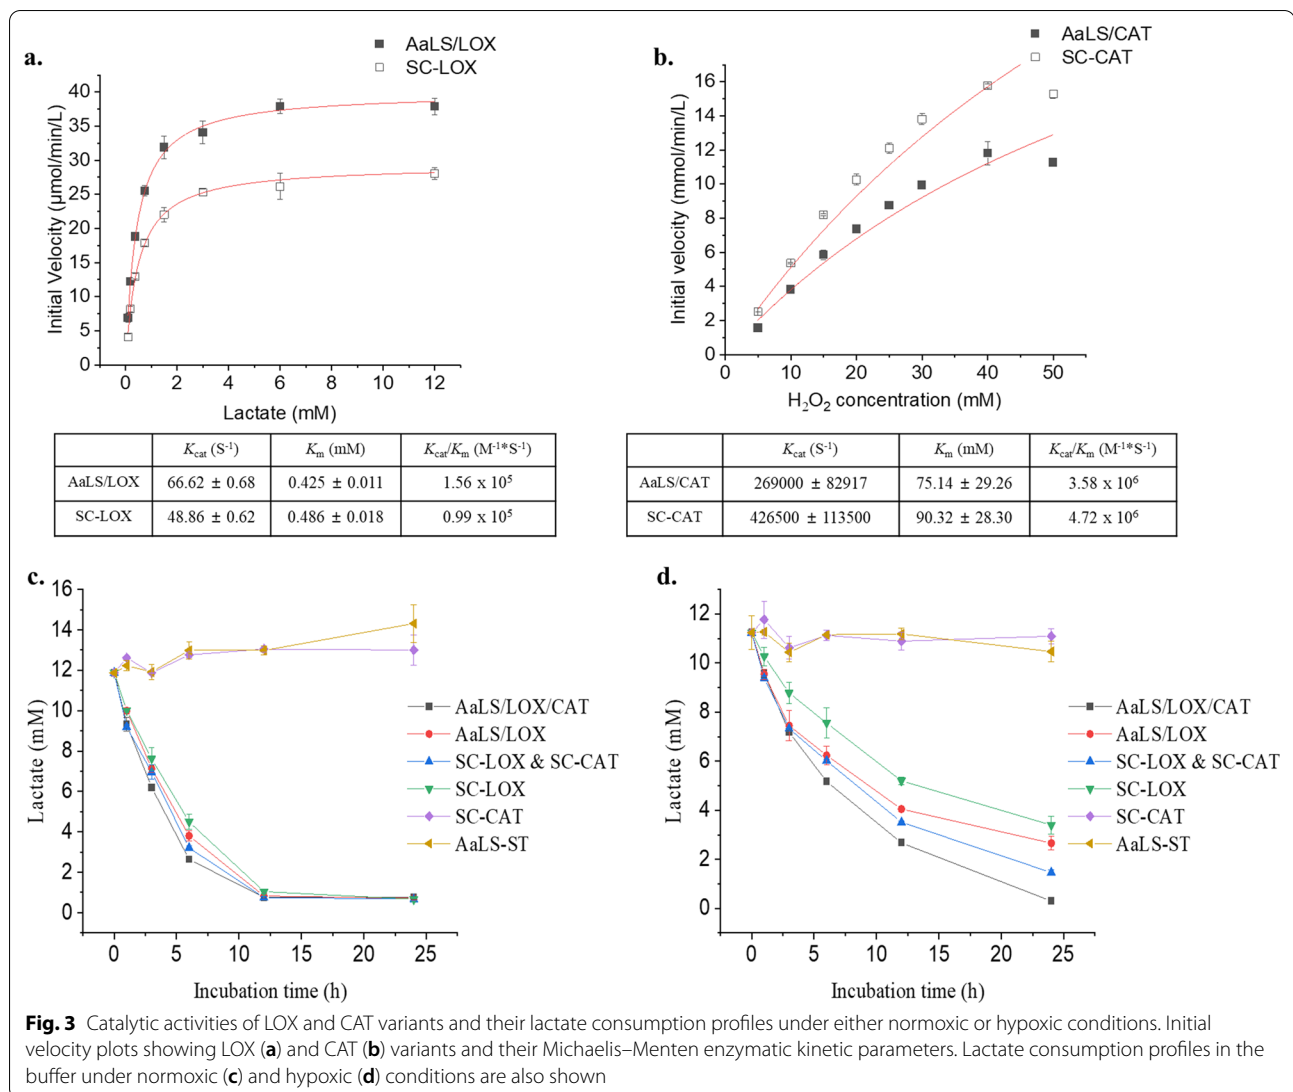 a.
AaLS/LOX
SC-LOX
Initial Velocity (µmol/min/L)
40
35
30
25
20
15
10
5
0
0 2 4 6 8 10 12
Lactate (mM)
b.
AaLS/CAT
SC-CAT
Initial velocity (mmol/min/L)
16
14
12
10
8
6
4
2
0
0 10 20 30 40 50
H₂O₂ concentration (mM)
Kcat (S⁻¹) Km (mM) Kcat/Km (M⁻¹*S⁻¹)
AaLS/LOX 66.62 ± 0.68 0.425 ± 0.011 1.56 x 10⁵
SC-LOX 48.86 ± 0.62 0.486 ± 0.018 0.99 x 10⁵
Kcat (S⁻¹) Km (mM) Kcat/Km (M⁻¹*S⁻¹)
AaLS/CAT 269000 ± 82917 75.14 ± 29.26 3.58 x 10⁶
SC-CAT 426500 ± 113500 90.32 ± 28.30 4.72 x 10⁶
c.
Lactate (mM)
16
14
12
10
8
6
4
2
0
AaLS/LOX/CAT
AaLS/LOX
SC-LOX & SC-CAT
SC-LOX
SC-CAT
AaLS-ST
0 5 10 15 20 25
Incubation time (h)
d.
Lactate (mM)
12
10
8
6
4
2
0
AaLS/LOX/CAT
AaLS/LOX
SC-LOX & SC-CAT
SC-LOX
SC-CAT
AaLS-ST
0 5 10 15 20 25
Incubation time (h)
Fig. 3 Catalytic activities of LOX and CAT variants and their lactate consumption profiles under either normoxic or hypoxic conditions. Initial
velocity plots showing LOX (a) and CAT (b) variants and their Michaelis–Menten enzymatic kinetic parameters. Lactate consumption profiles in the
buffer under normoxic (c) and hypoxic (d) conditions are also shown